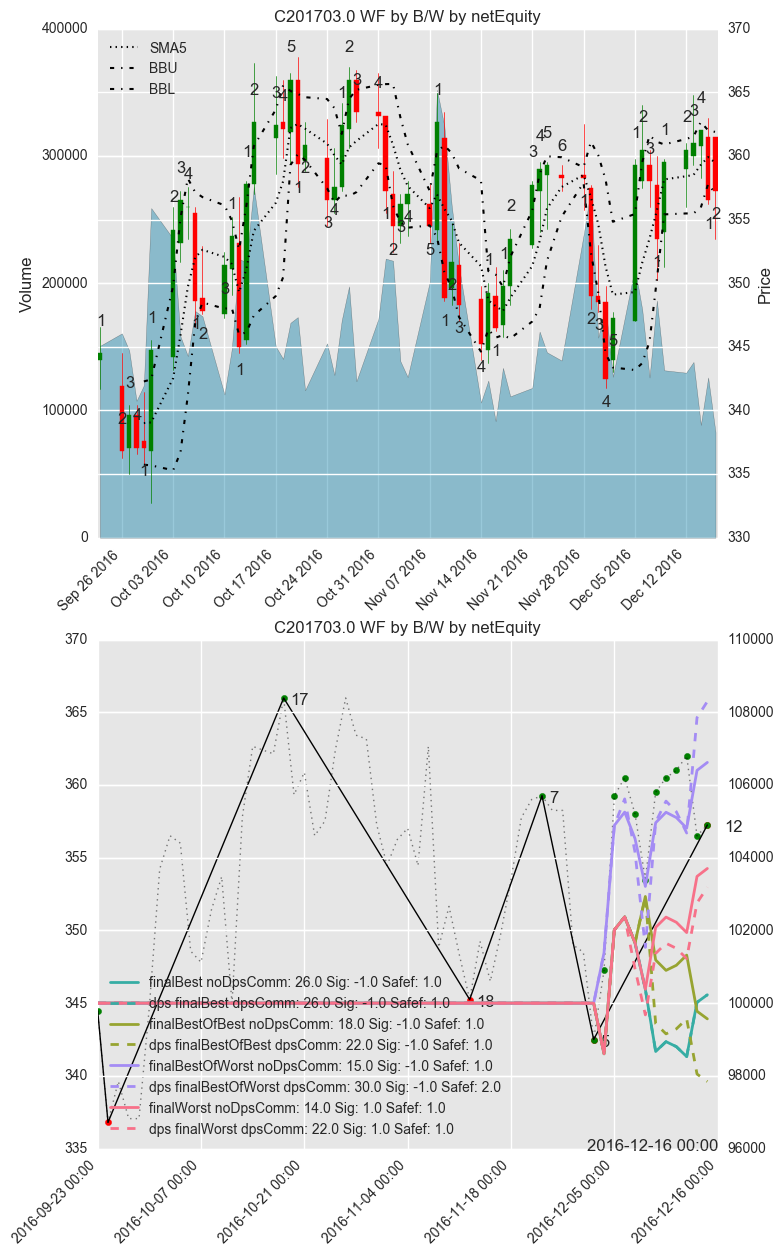 C201703.0 WF by B/W by netEquity
400000
300000
200000
100000
0
Volume
370
365
360
355
350
345
340
335
330
Price
SMA5
BBU
BBL
Sep 26 2016
Oct 03 2016
Oct 10 2016
Oct 17 2016
Oct 24 2016
Oct 31 2016
Nov 07 2016
Nov 14 2016
Nov 21 2016
Nov 28 2016
Dec 05 2016
Dec 12 2016
C201703.0 WF by B/W by netEquity
370
365
360
355
350
345
340
335
110000
108000
106000
104000
102000
100000
98000
96000
17
18
7
5
12
finalBest noDpsComm: 26.0 Sig: -1.0 Safef: 1.0
dps finalBest dpsComm: 26.0 Sig: -1.0 Safef: 1.0
finalBestOfBest noDpsComm: 18.0 Sig: -1.0 Safef: 1.0
dps finalBestOfBest dpsComm: 22.0 Sig: -1.0 Safef: 1.0
finalBestOfWorst noDpsComm: 15.0 Sig: -1.0 Safef: 1.0
dps finalBestOfWorst dpsComm: 30.0 Sig: -1.0 Safef: 2.0
finalWorst noDpsComm: 14.0 Sig: 1.0 Safef: 1.0
dps finalWorst dpsComm: 22.0 Sig: 1.0 Safef: 1.0
2016-12-16 00:00
2016-09-23 00:00
2016-10-07 00:00
2016-10-21 00:00
2016-11-04 00:00
2016-11-18 00:00
2016-12-05 00:00
2016-12-16 00:00